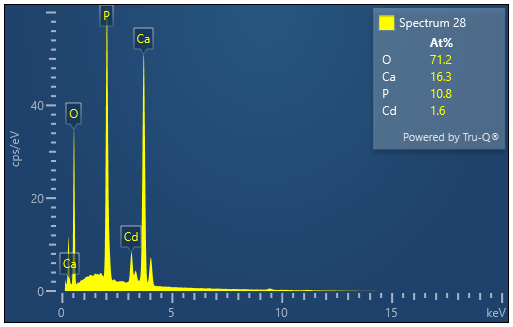 P
Ca
O
Cd
Ca
cps/eV
40
20
0
0
5
10
15
keV
Spectrum 28
At%
O 71.2
Ca 16.3
P 10.8
Cd 1.6
Powered by Tru-Q®